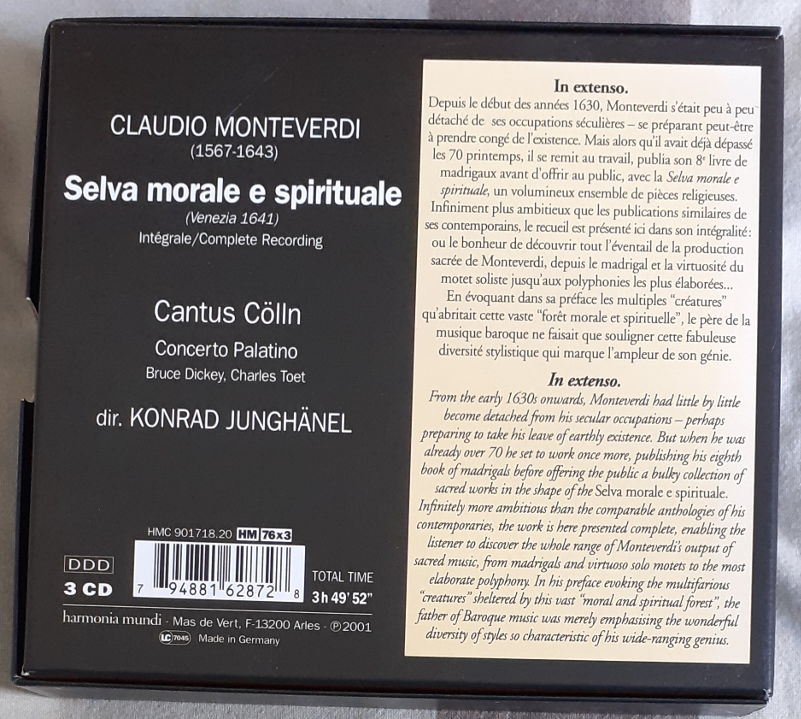 CLAUDIO MONTEVERDI
(1567-1643)
Selva morale e spirituale
(Venezia 1641)
Intégrale/Complete Recording
Cantus Cölln
Concerto Palatino
Bruce Dickey, Charles Toet
dir. KONRAD JUNGHÄNEL
HMC 901718.20 HM 76x3
DDD
3 CD
7 94881 62872 8
TOTAL TIME
3h 49' 52"
harmonia mundi · Mas de Vert, F-13200 Arles · ℗2001
LC 7045 Made in Germany
In extenso.
Depuis le début des années 1630, Monteverdi s'était peu à peu
détaché de ses occupations séculières – se préparant peut-être
à prendre congé de l'existence. Mais alors qu'il avait déjà dépassé
les 70 printemps, il se remit au travail, publia son 8e livre de
madrigaux avant d'offrir au public, avec la Selva morale e
spirituale, un volumineux ensemble de pièces religieuses.
Infiniment plus ambitieux que les publications similaires de
ses contemporains, le recueil est présenté ici dans son intégralité:
ou le bonheur de découvrir tout l'éventail de la production
sacrée de Monteverdi, depuis le madrigal et la virtuosité du
motet soliste jusqu'aux polyphonies les plus élaborées...
En évoquant dans sa préface les multiples "créatures"
qu'abritait cette vaste "forêt morale et spirituelle", le père de la
musique baroque ne faisait que souligner cette fabuleuse
diversité stylistique qui marque l'ampleur de son génie.
In extenso.
From the early 1630s onwards, Monteverdi had little by little
become detached from his secular occupations – perhaps
preparing to take his leave of earthly existence. But when he was
already over 70 he set to work once more, publishing his eighth
book of madrigals before offering the public a bulky collection of
sacred works in the shape of the Selva morale e spirituale.
Infinitely more ambitious than the comparable anthologies of his
contemporaries, the work is here presented complete, enabling the
listener to discover the whole range of Monteverdi's output of
sacred music, from madrigals and virtuoso solo motets to the most
elaborate polyphony. In his preface evoking the multifarious
"creatures" sheltered by this vast "moral and spiritual forest", the
father of Baroque music was merely emphasising the wonderful
diversity of styles so characteristic of his wide-ranging genius.